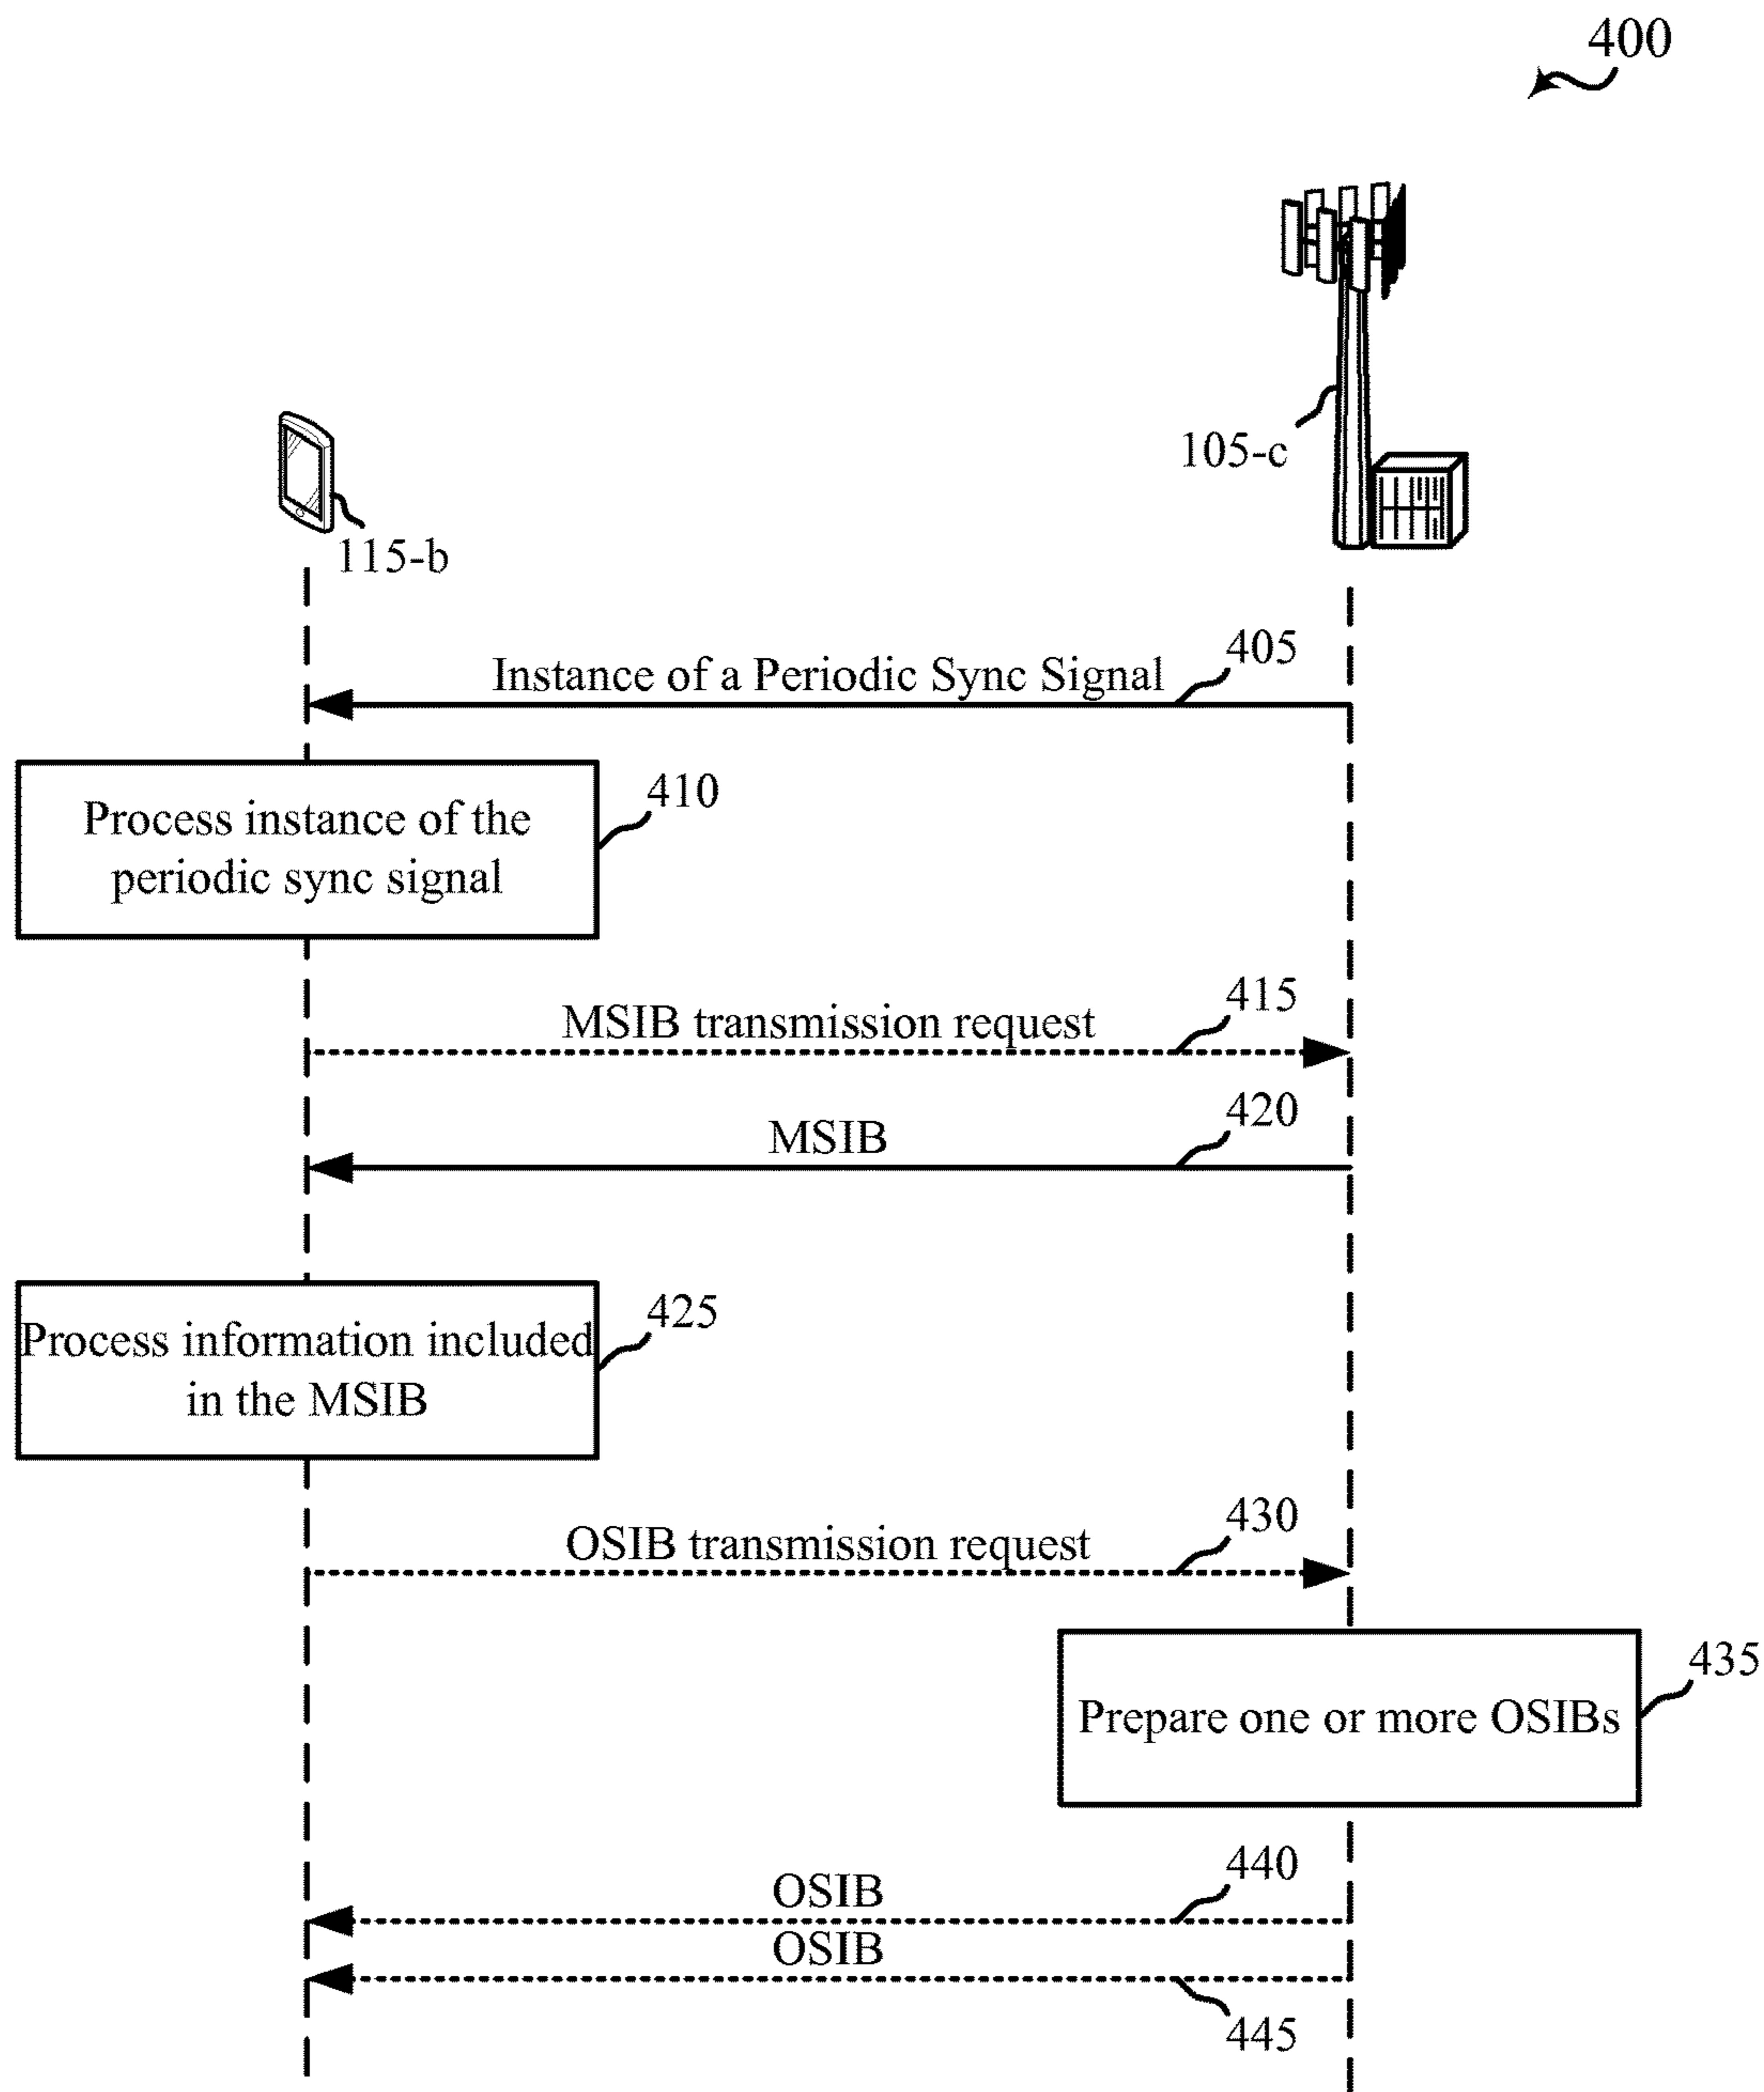 400
105-c
115-b
405
Instance of a Periodic Sync Signal
410
Process instance of the
periodic sync signal
415
MSIB transmission request
420
MSIB
425
Process information included
in the MSIB
430
OSIB transmission request
435
Prepare one or more OSIBs
440
OSIB
OSIB
445